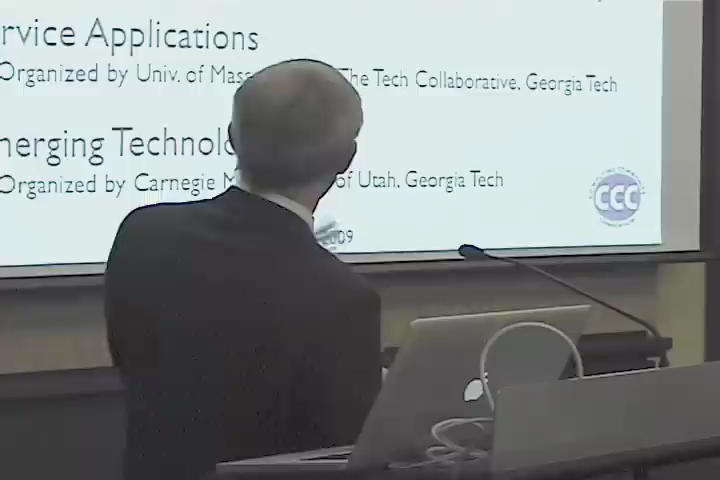 rvice Applications
Organized by Univ. of Mass The Tech Collaborative, Georgia Tech
merging Technolo
Organized by Carnegie M of Utah, Georgia Tech
2009
CCC